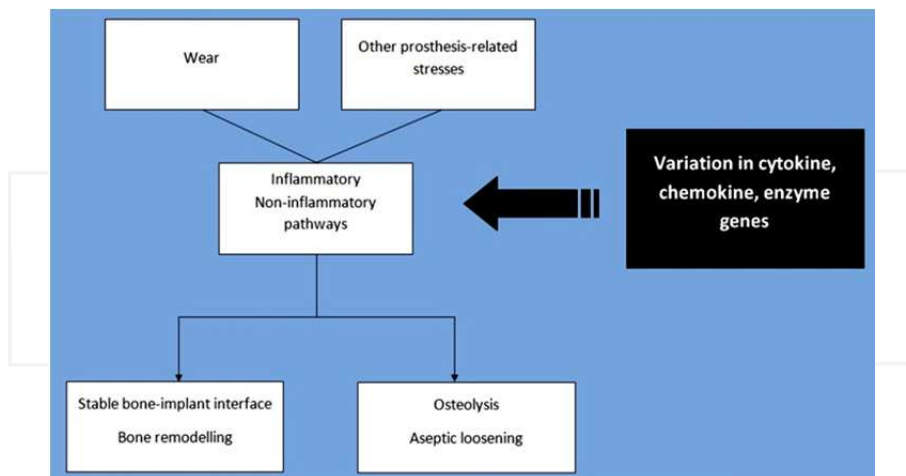 Wear
Other prosthesis-related
stresses
Inflammatory
Non-inflammatory
pathways
Variation in cytokine,
chemokine, enzyme
genes
Stable bone-implant interface
Bone remodelling
Osteolysis
Aseptic loosening